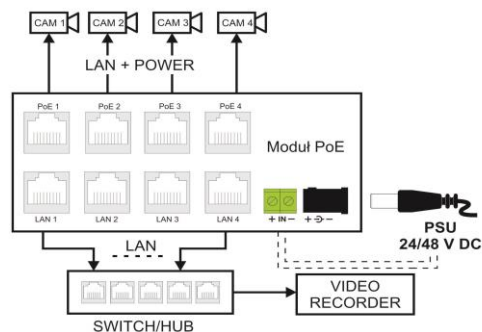 CAM 1 CAM 2 CAM 3 CAM 4
LAN + POWER
PoE 1 PoE 2 PoE 3 PoE 4
Moduł PoE
LAN 1 LAN 2 LAN 3 LAN 4
+ IN − + −
PSU
24/48 V DC
LAN
VIDEO
RECORDER
SWITCH/HUB